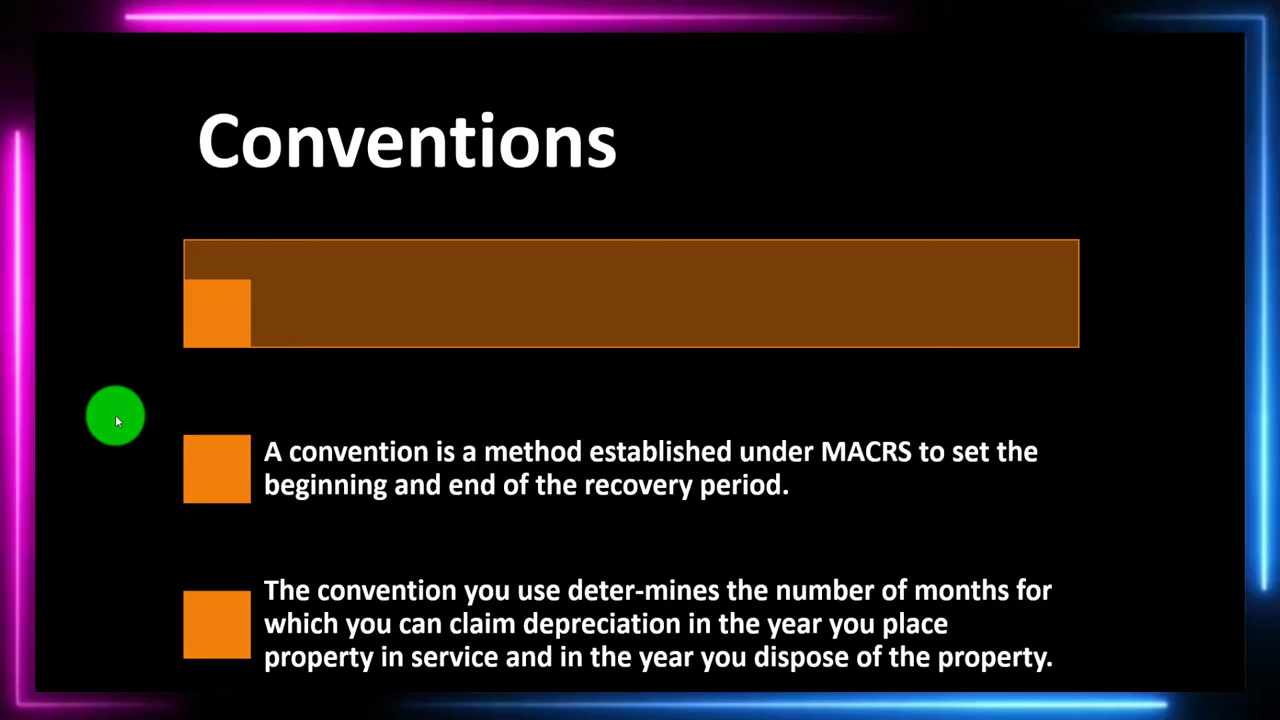 Conventions
A convention is a method established under MACRS to set the
beginning and end of the recovery period.
The convention you use deter-mines the number of months for
which you can claim depreciation in the year you place
property in service and in the year you dispose of the property.